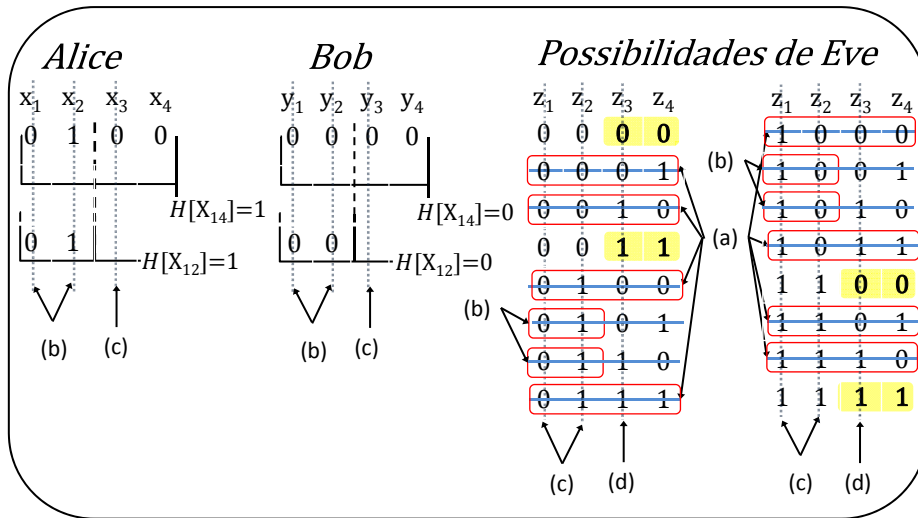 Alice
Bob
Possibilidades de Eve
x1 x2 x3 x4
y1 y2 y3 y4
z1 z2 z3 z4
z1 z2 z3 z4
0 1 0 0
0 0 0 0
0 0 0 0
1 0 0 0
0 0 0 1
1 0 0 1
H[X14]=1
H[X14]=0
0 0 1 0
1 0 1 0
0 1
0 0
0 0 1 1
1 0 1 1
H[X12]=1
H[X12]=0
0 1 0 0
1 1 0 0
0 1 0 1
1 1 0 1
0 1 1 0
1 1 1 0
0 1 1 1
1 1 1 1
(b)
(c)
(b)
(c)
(b)
(a)
(b)
(c)
(d)
(c)
(d)